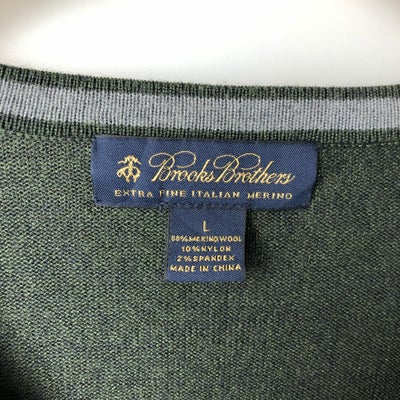 Brooks Brothers
EXTRA FINE ITALIAN MERINO
L
88% MERINO WOOL
10% NYLON
2% SPANDEX
MADE IN CHINA